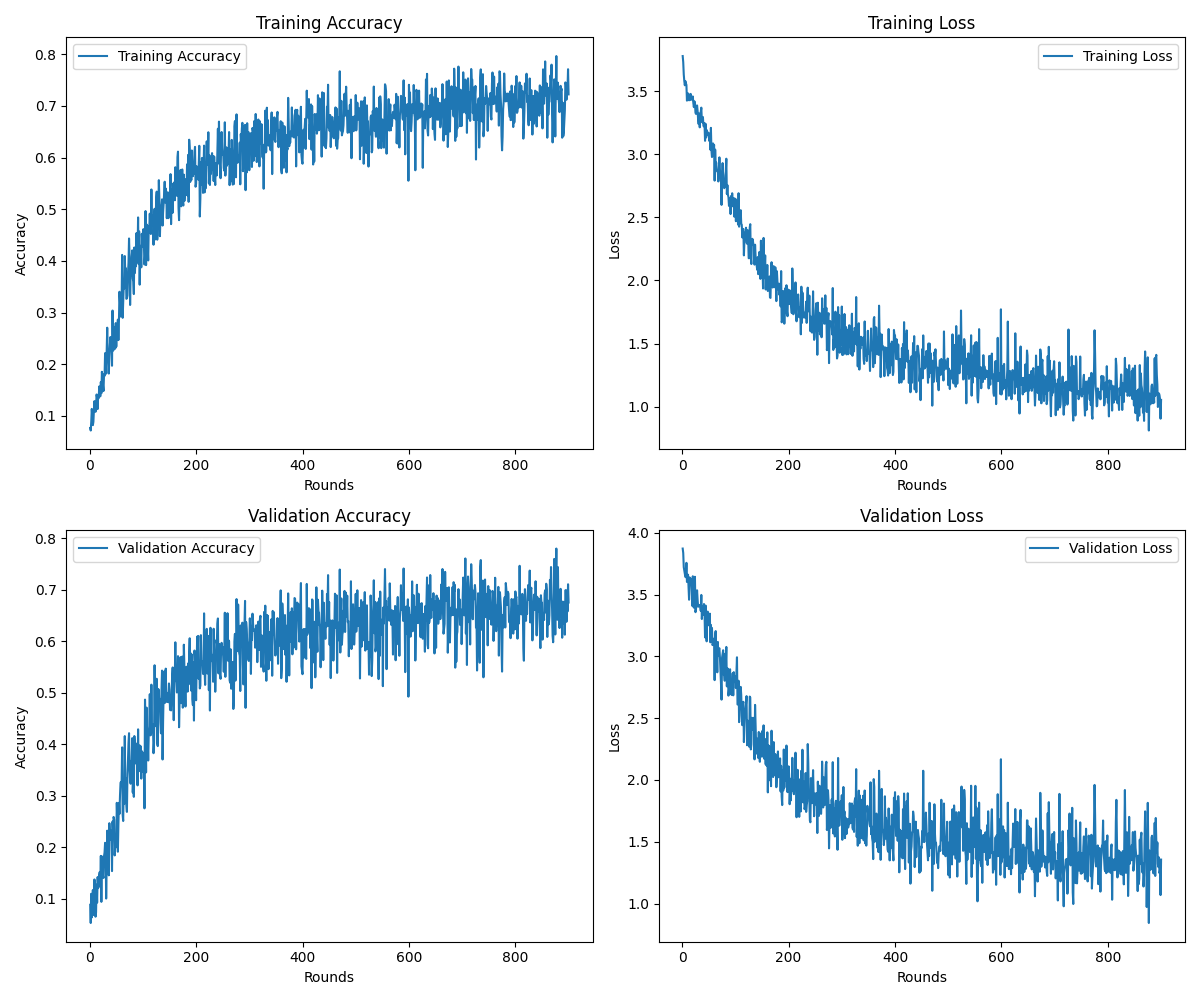 Training Accuracy
Training Accuracy
0.8
0.7
0.6
0.5
0.4
0.3
0.2
0.1
Accuracy
0 200 400 600 800
Rounds
Training Loss
Training Loss
3.5
3.0
2.5
2.0
1.5
1.0
Loss
0 200 400 600 800
Rounds
Validation Accuracy
Validation Accuracy
0.8
0.7
0.6
0.5
0.4
0.3
0.2
0.1
Accuracy
0 200 400 600 800
Rounds
Validation Loss
Validation Loss
4.0
3.5
3.0
2.5
2.0
1.5
1.0
Loss
0 200 400 600 800
Rounds